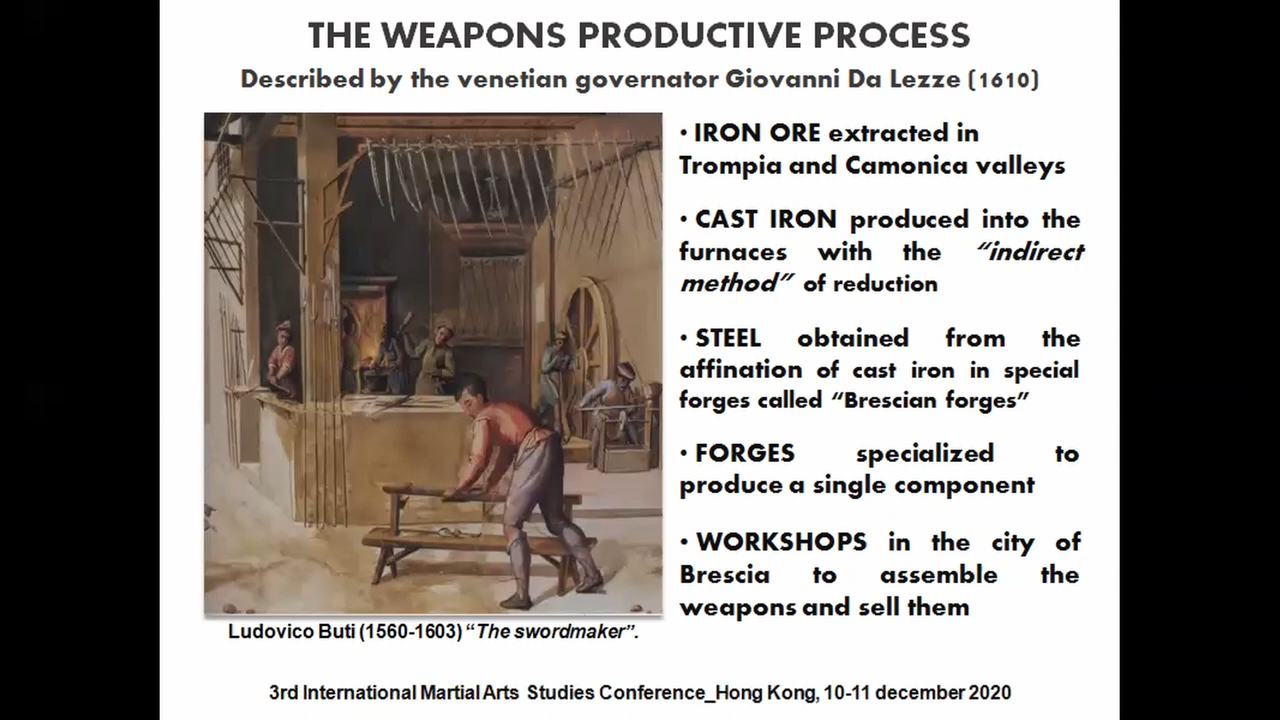 THE WEAPONS PRODUCTIVE PROCESS
Described by the venetian governator Giovanni Da Lezze (1610)
• IRON ORE extracted in
Trompia and Camonica valleys
• CAST IRON produced into the
furnaces with the “indirect
method” of reduction
• STEEL obtained from the
affination of cast iron in special
forges called “Brescian forges”
• FORGES specialized to
produce a single component
• WORKSHOPS in the city of
Brescia to assemble the
weapons and sell them
Ludovico Buti (1560-1603) “The swordmaker”.
3rd International Martial Arts Studies Conference_Hong Kong, 10-11 december 2020